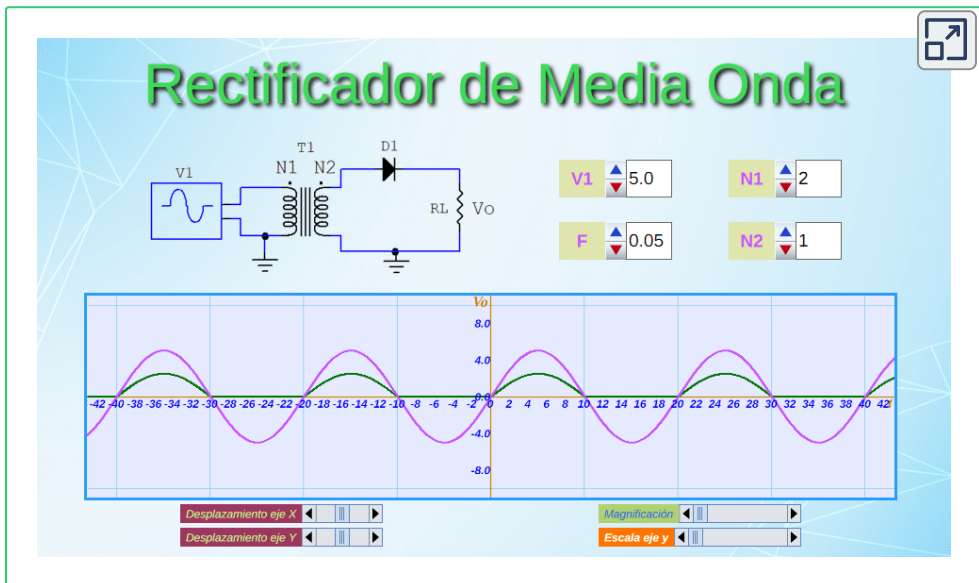 Rectificador de Media Onda
V1
T1
N1 N2
D1
RL Vo
V1 5.0
N1 2
F 0.05
N2 1
Vo
8.0
4.0
0.0
-42 -40 -38 -36 -34 -32 -30 -28 -26 -24 -22 -20 -18 -16 -14 -12 -10 -8 -6 -4 -2 0 2 4 6 8 10 12 14 16 18 20 22 24 26 28 30 32 34 36 38 40 42 t
-4.0
-8.0
Desplazamiento eje X
Magnificación
Desplazamiento eje Y
Escala eje y